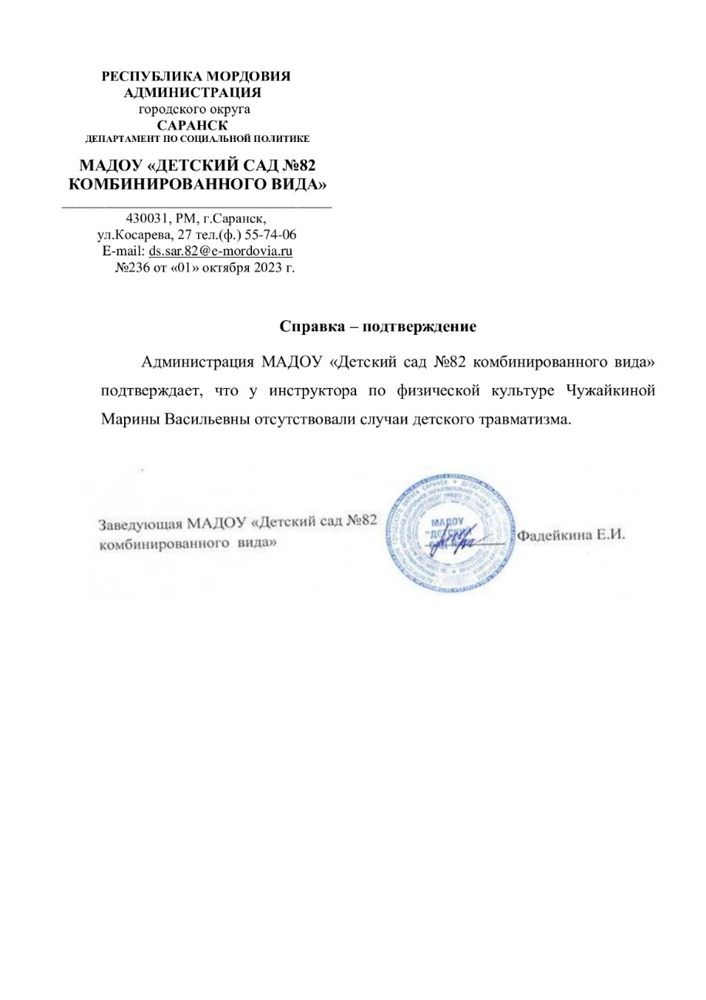 РЕСПУБЛИКА МОРДОВИЯ
АДМИНИСТРАЦИЯ
городского округа
САРАНСК
ДЕПАРТАМЕНТ ПО СОЦИАЛЬНОЙ ПОЛИТИКЕ
МАДОУ «ДЕТСКИЙ САД №82
КОМБИНИРОВАННОГО ВИДА»
430031, РМ, г.Саранск,
ул.Косарева, 27 тел.(ф.) 55-74-06
E-mail: ds.sar.82@e-mordovia.ru
№236 от «01» октября 2023 г.
Справка – подтверждение
Администрация МАДОУ «Детский сад №82 комбинированного вида»
подтверждает, что у инструктора по физической культуре Чужайкиной
Марины Васильевны отсутствовали случаи детского травматизма.
Заведующая МАДОУ «Детский сад №82
комбинированного вида»
МАДОУ
"ДЕТСКИЙ
Фадейкина Е.И.